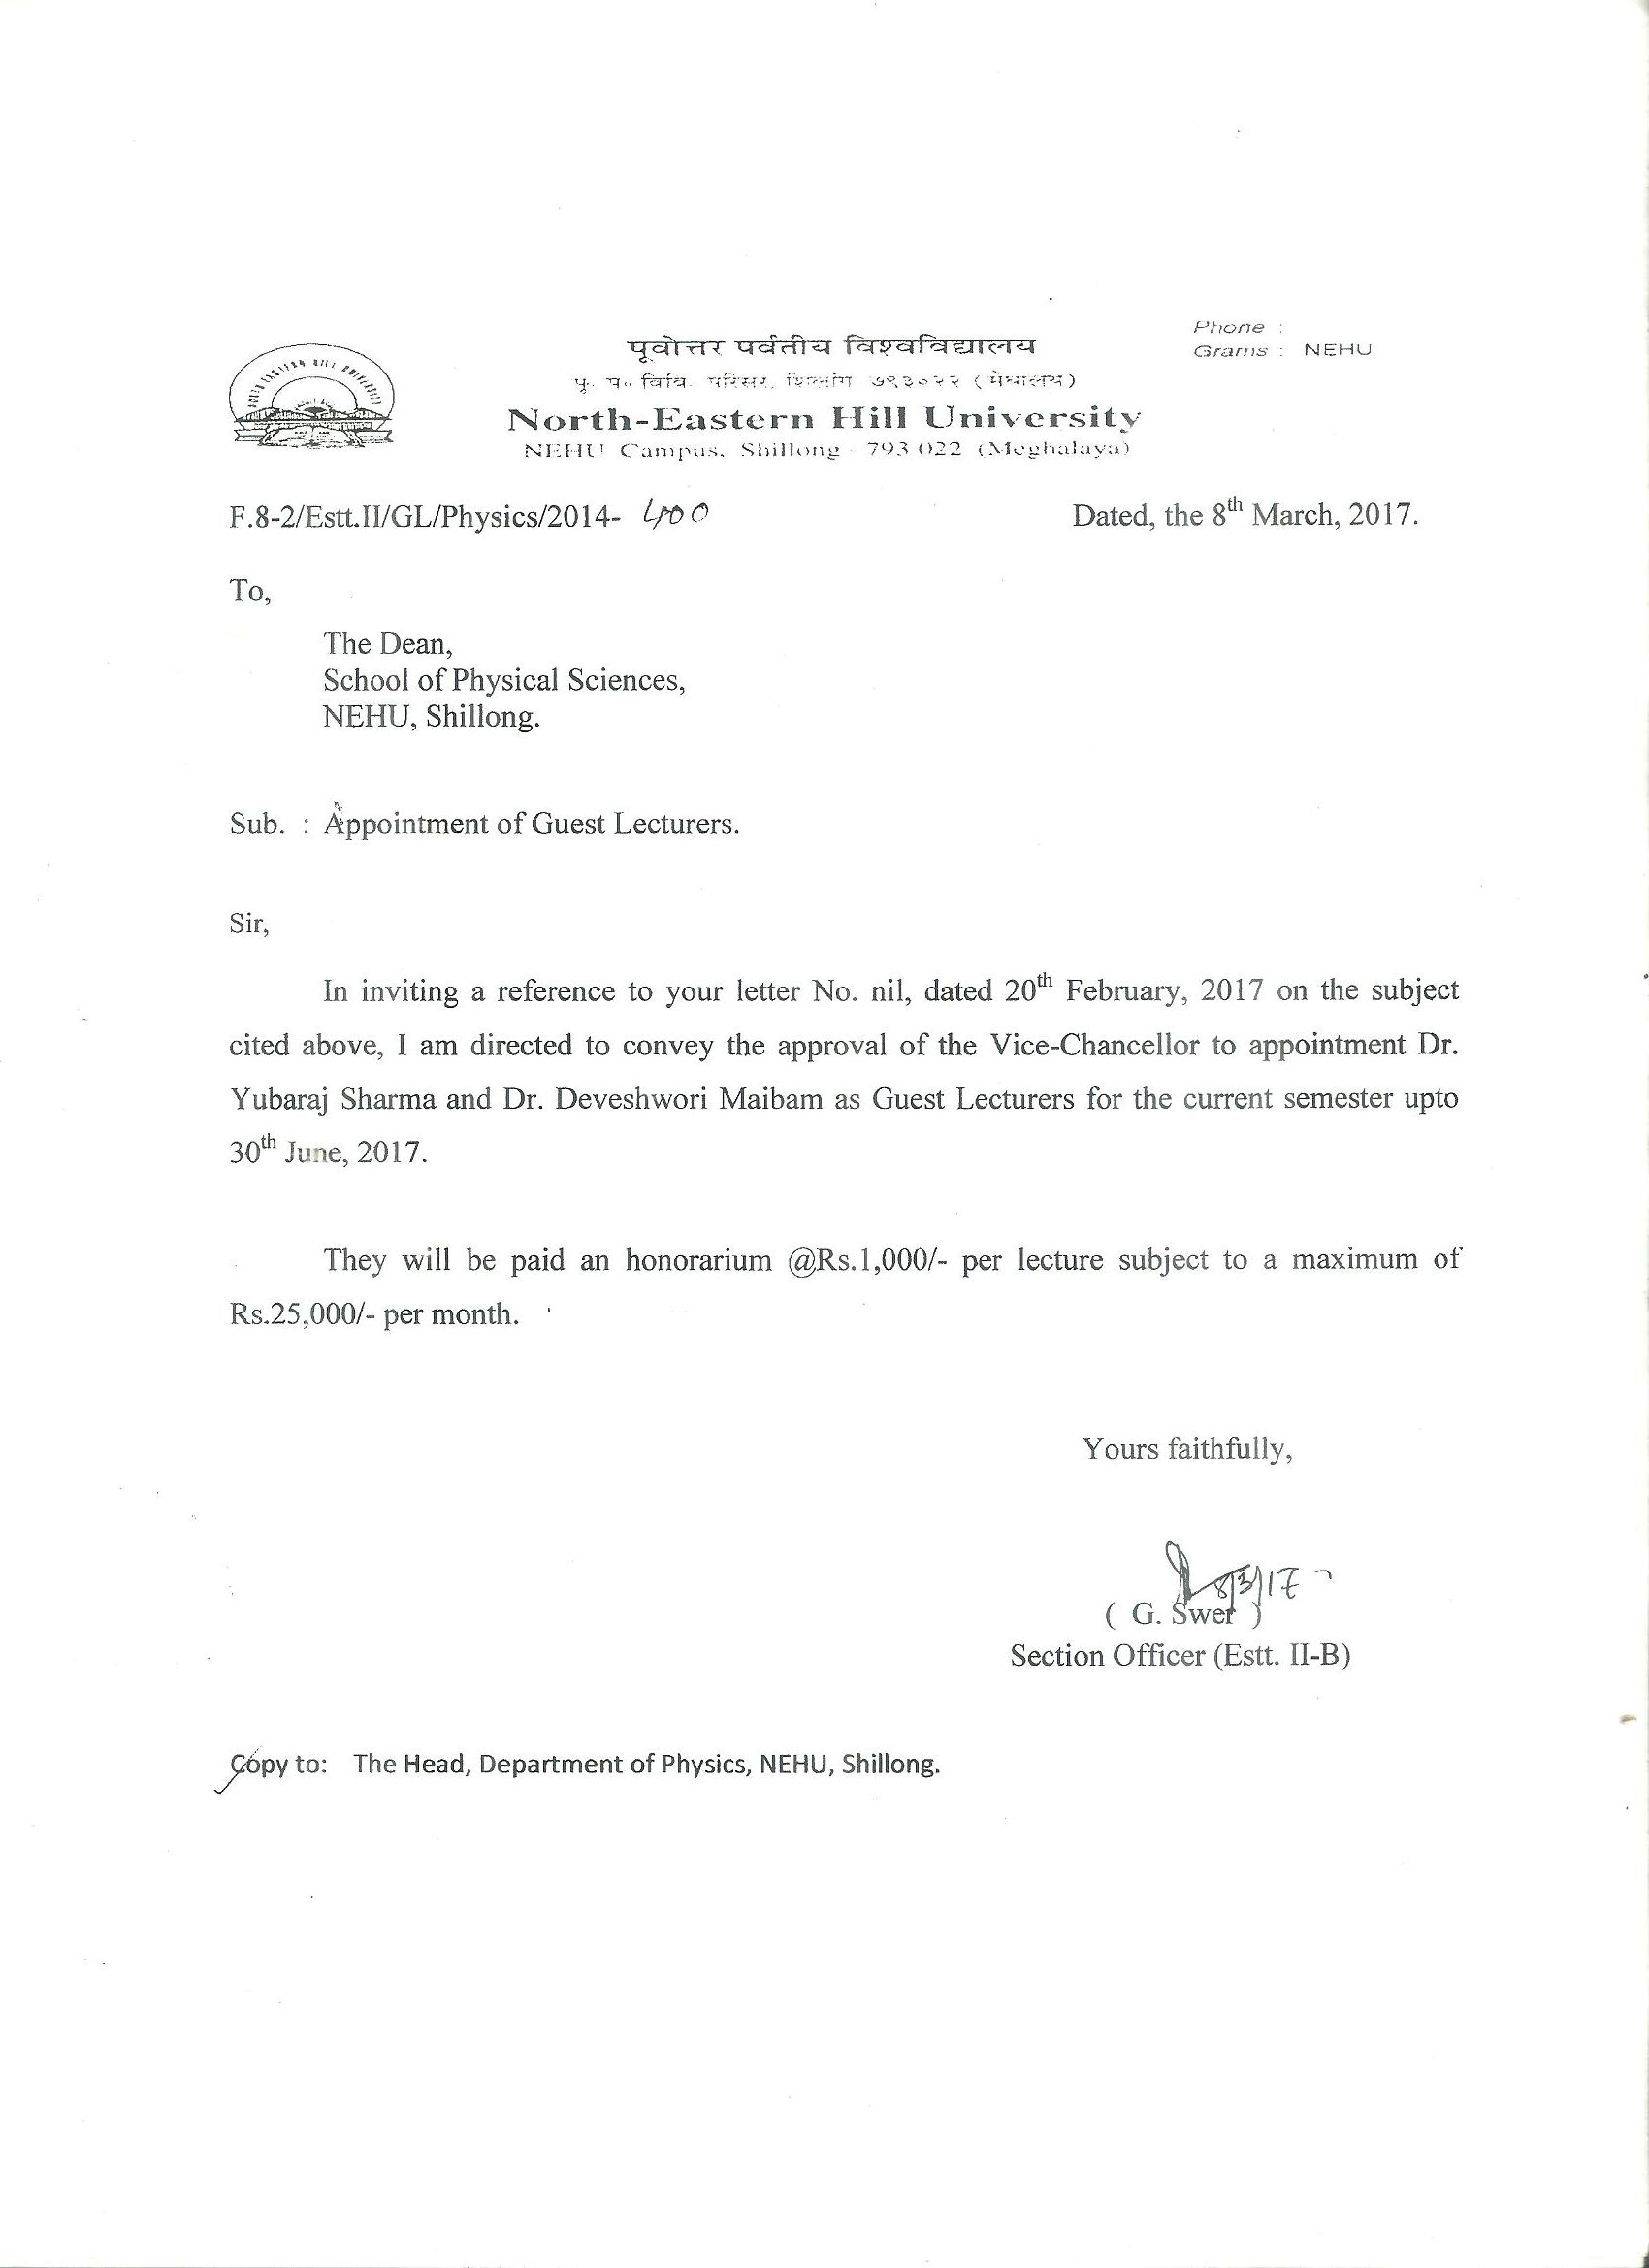 Phone :
Grams : NEHU
पूर्वोत्तर पर्वतीय विश्वविद्यालय
पू. प. विवि. परिसर, शिलांग ७९३०२२ (मेघालय)
North-Eastern Hill University
NEHU Campus, Shillong - 793 022 (Meghalaya)
F.8-2/Estt.II/GL/Physics/2014- 400
Dated, the 8th March, 2017.
To,
The Dean,
School of Physical Sciences,
NEHU, Shillong.
Sub. : Appointment of Guest Lecturers.
Sir,
In inviting a reference to your letter No. nil, dated 20th February, 2017 on the subject
cited above, I am directed to convey the approval of the Vice-Chancellor to appointment Dr.
Yubaraj Sharma and Dr. Deveshwori Maibam as Guest Lecturers for the current semester upto
30th June, 2017.
They will be paid an honorarium @Rs.1,000/- per lecture subject to a maximum of
Rs.25,000/- per month.
Yours faithfully,
8/3/17
( G. Swer )
Section Officer (Estt. II-B)
Copy to: The Head, Department of Physics, NEHU, Shillong.